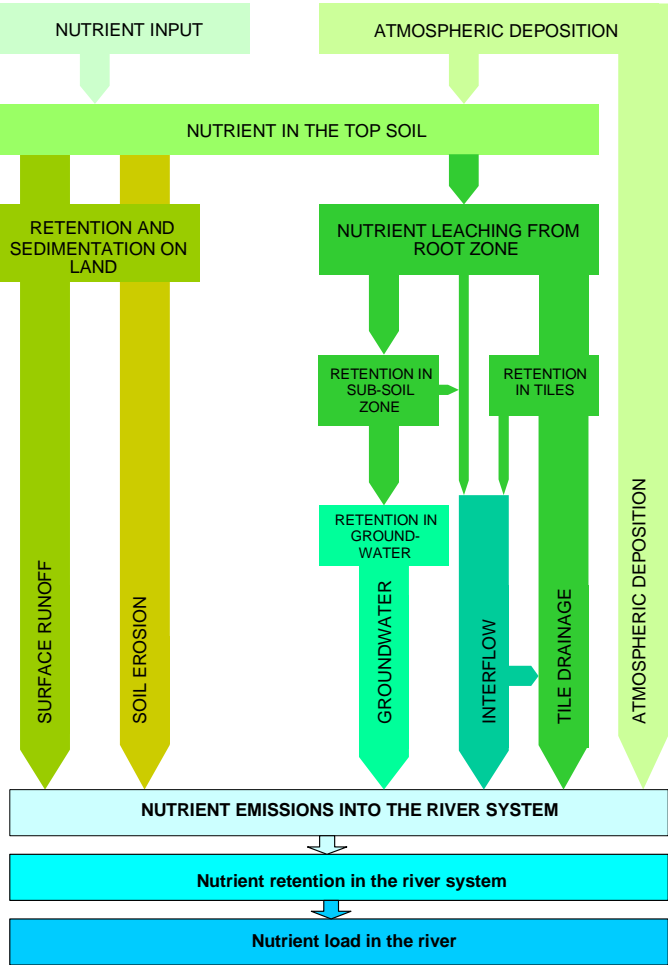 NUTRIENT INPUT
ATMOSPHERIC DEPOSITION
NUTRIENT IN THE TOP SOIL
RETENTION AND
SEDIMENTATION ON
LAND
NUTRIENT LEACHING FROM
ROOT ZONE
RETENTION IN
SUB-SOIL
ZONE
RETENTION
IN TILES
RETENTION IN
GROUND-
WATER
SURFACE RUNOFF
SOIL EROSION
GROUNDWATER
INTERFLOW
TILE DRAINAGE
ATMOSPHERIC DEPOSITION
NUTRIENT EMISSIONS INTO THE RIVER SYSTEM
Nutrient retention in the river system
Nutrient load in the river